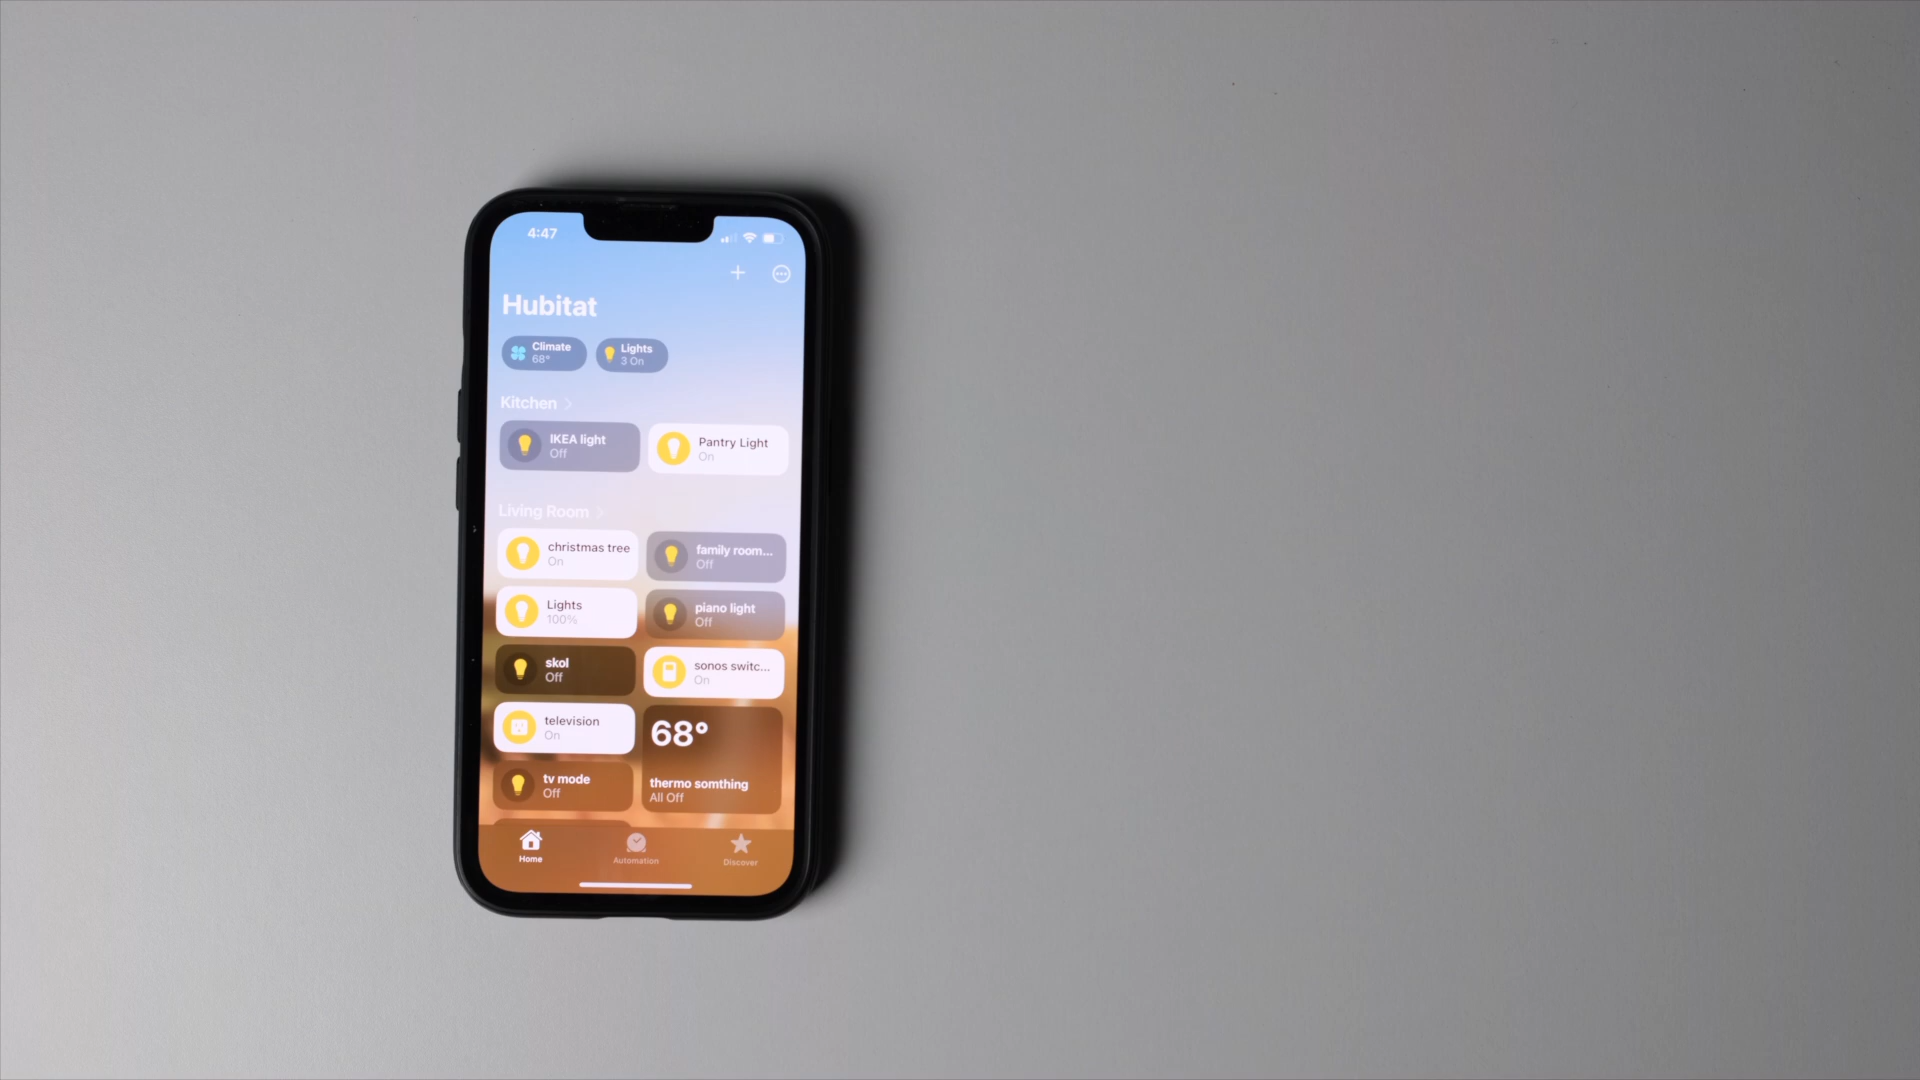 4:47
Hubitat
Climate
68°
Lights
3 On
Kitchen
IKEA light
Off
Pantry Light
On
Living Room
christmas tree
On
family room...
Off
Lights
100%
piano light
Off
skol
Off
sonos switc...
On
television
On
68°
thermo somthing
All Off
tv mode
Off
Home
Automation
Discover